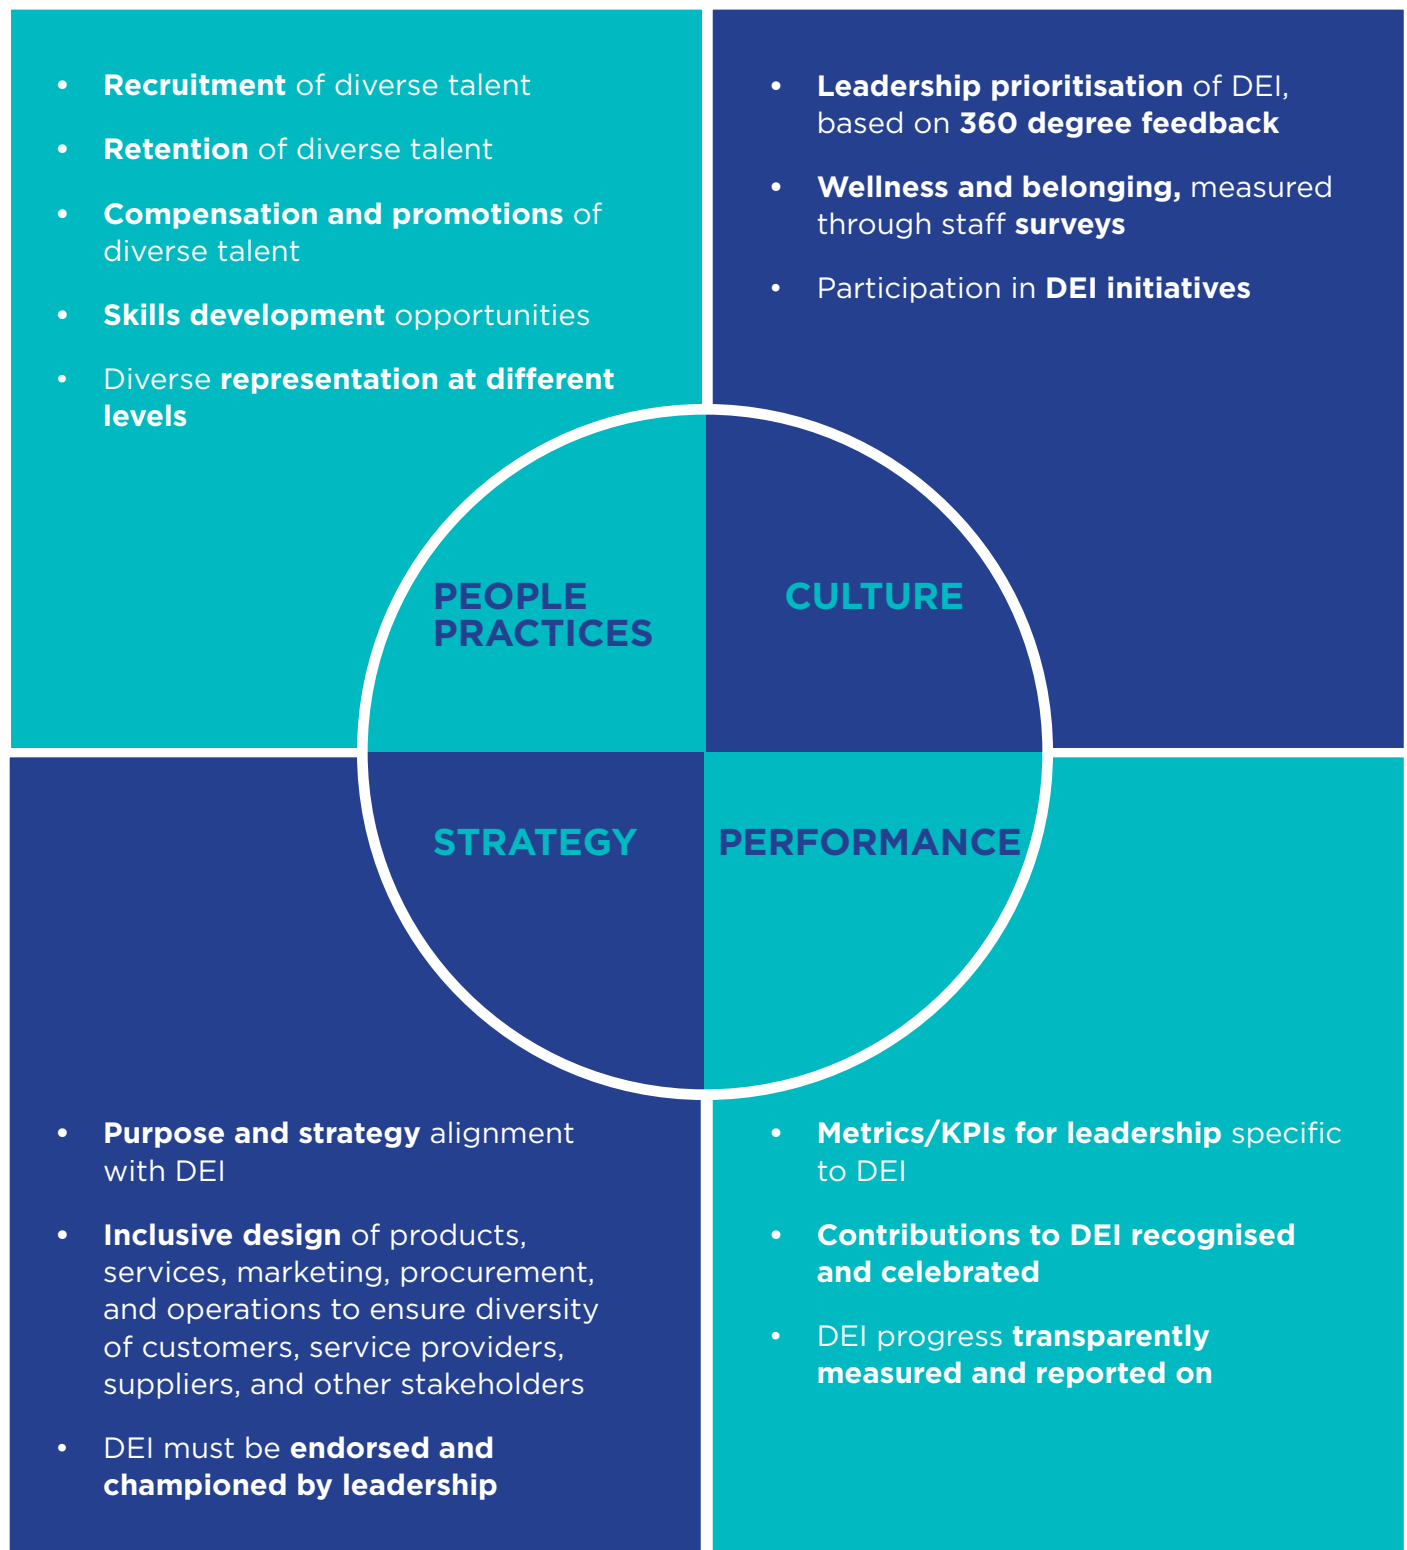 • Recruitment of diverse talent
• Retention of diverse talent
• Compensation and promotions of
diverse talent
• Skills development opportunities
• Diverse representation at different
levels
• Leadership prioritisation of DEI,
based on 360 degree feedback
• Wellness and belonging, measured
through staff surveys
• Participation in DEI initiatives
PEOPLE
PRACTICES
CULTURE
STRATEGY
PERFORMANCE
• Purpose and strategy alignment
with DEI
• Inclusive design of products,
services, marketing, procurement,
and operations to ensure diversity
of customers, service providers,
suppliers, and other stakeholders
• DEI must be endorsed and
championed by leadership
• Metrics/KPIs for leadership specific
to DEI
• Contributions to DEI recognised
and celebrated
• DEI progress transparently
measured and reported on